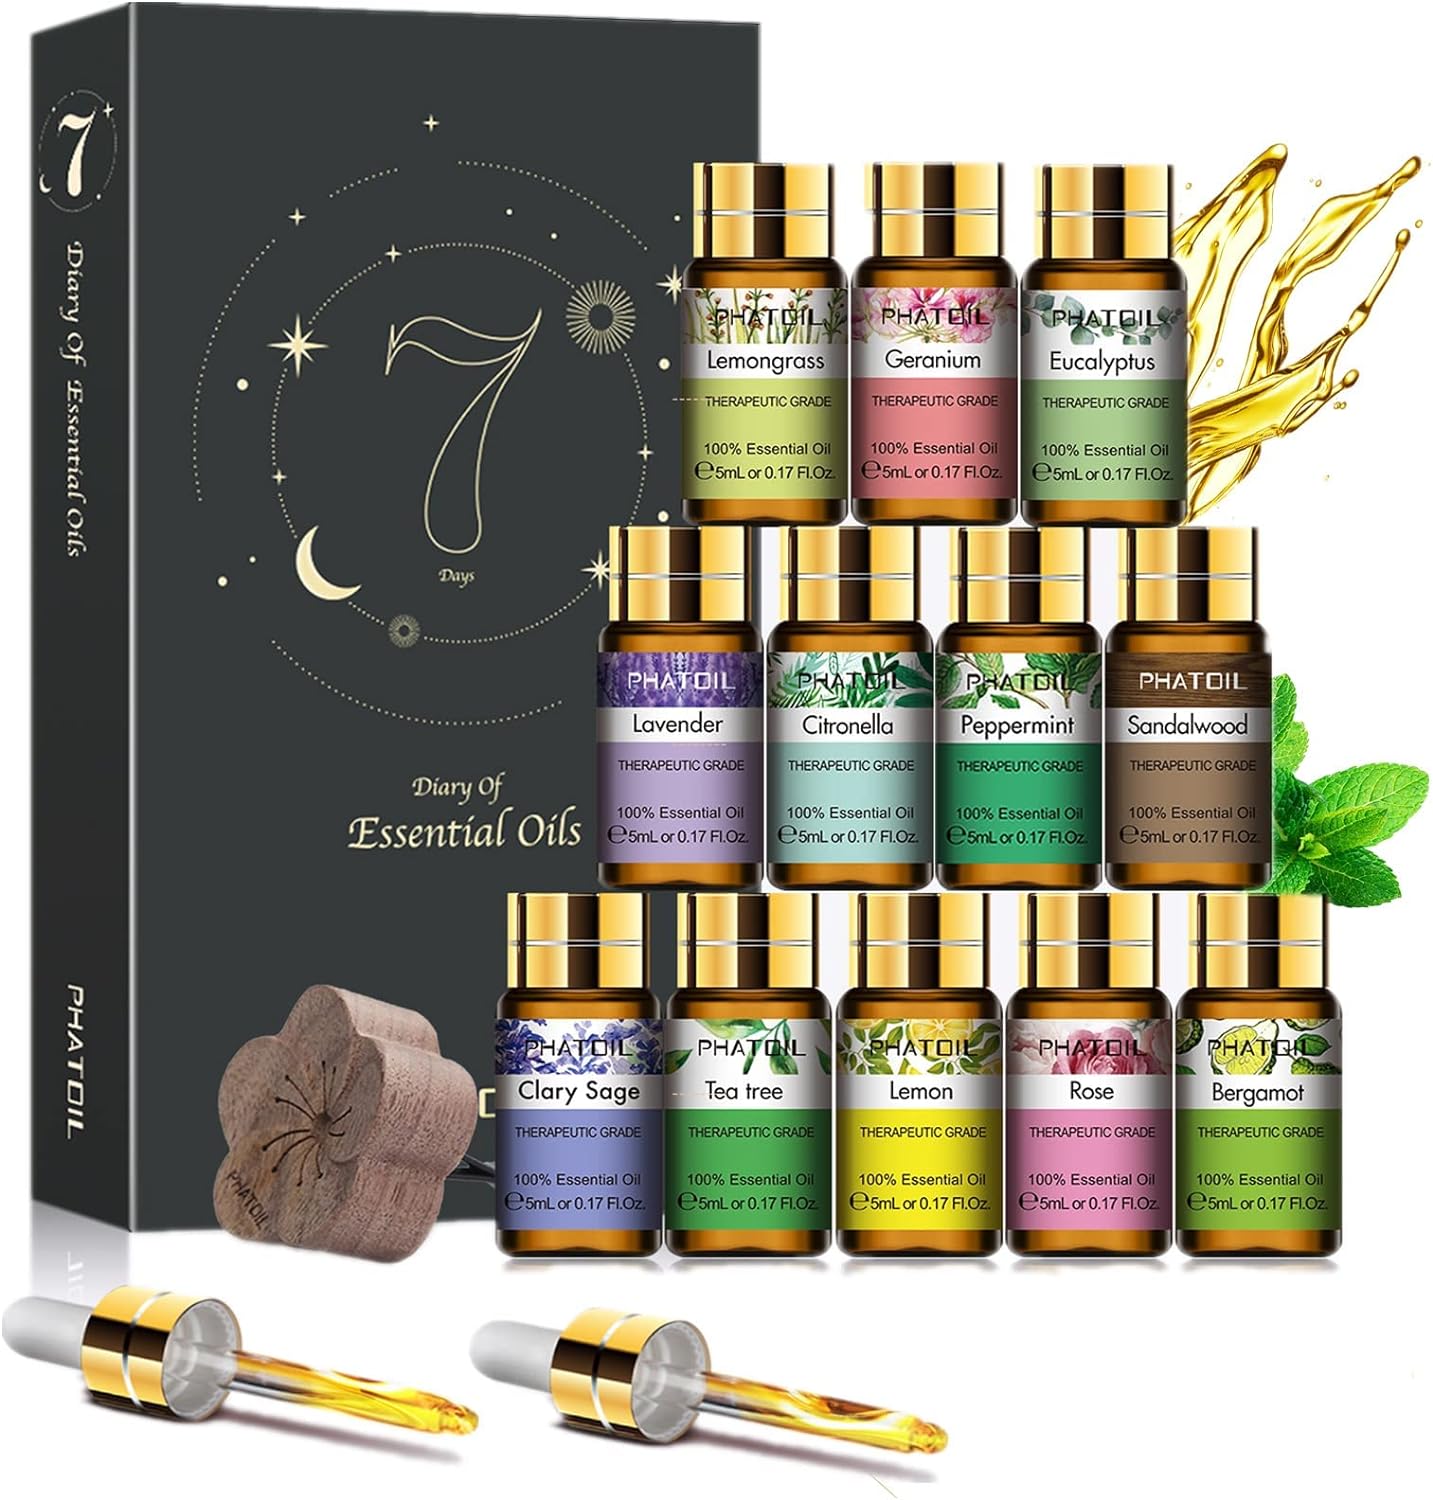 7
Diary Of Essential Oils
PHATOIL
7
Days
Diary Of
Essential Oils
PHATOIL
PHATOIL
Lemongrass
THERAPEUTIC GRADE
100% Essential Oil
℮5mL or 0.17 Fl.Oz.
PHATOIL
Geranium
THERAPEUTIC GRADE
100% Essential Oil
℮5mL or 0.17 Fl.Oz.
PHATOIL
Eucalyptus
THERAPEUTIC GRADE
100% Essential Oil
℮5mL or 0.17 Fl.Oz.
PHATOIL
Lavender
THERAPEUTIC GRADE
100% Essential Oil
℮5mL or 0.17 Fl.Oz.
PHATOIL
Citronella
THERAPEUTIC GRADE
100% Essential Oil
℮5mL or 0.17 Fl.Oz.
PHATOIL
Peppermint
THERAPEUTIC GRADE
100% Essential Oil
℮5mL or 0.17 Fl.Oz.
PHATOIL
Sandalwood
THERAPEUTIC GRADE
100% Essential Oil
℮5mL or 0.17 Fl.Oz.
PHATOIL
Clary Sage
THERAPEUTIC GRADE
100% Essential Oil
℮5mL or 0.17 Fl.Oz.
PHATOIL
Tea tree
THERAPEUTIC GRADE
100% Essential Oil
℮5mL or 0.17 Fl.Oz.
PHATOIL
Lemon
THERAPEUTIC GRADE
100% Essential Oil
℮5mL or 0.17 Fl.Oz.
PHATOIL
Rose
THERAPEUTIC GRADE
100% Essential Oil
℮5mL or 0.17 Fl.Oz.
PHATOIL
Bergamot
THERAPEUTIC GRADE
100% Essential Oil
℮5mL or 0.17 Fl.Oz.